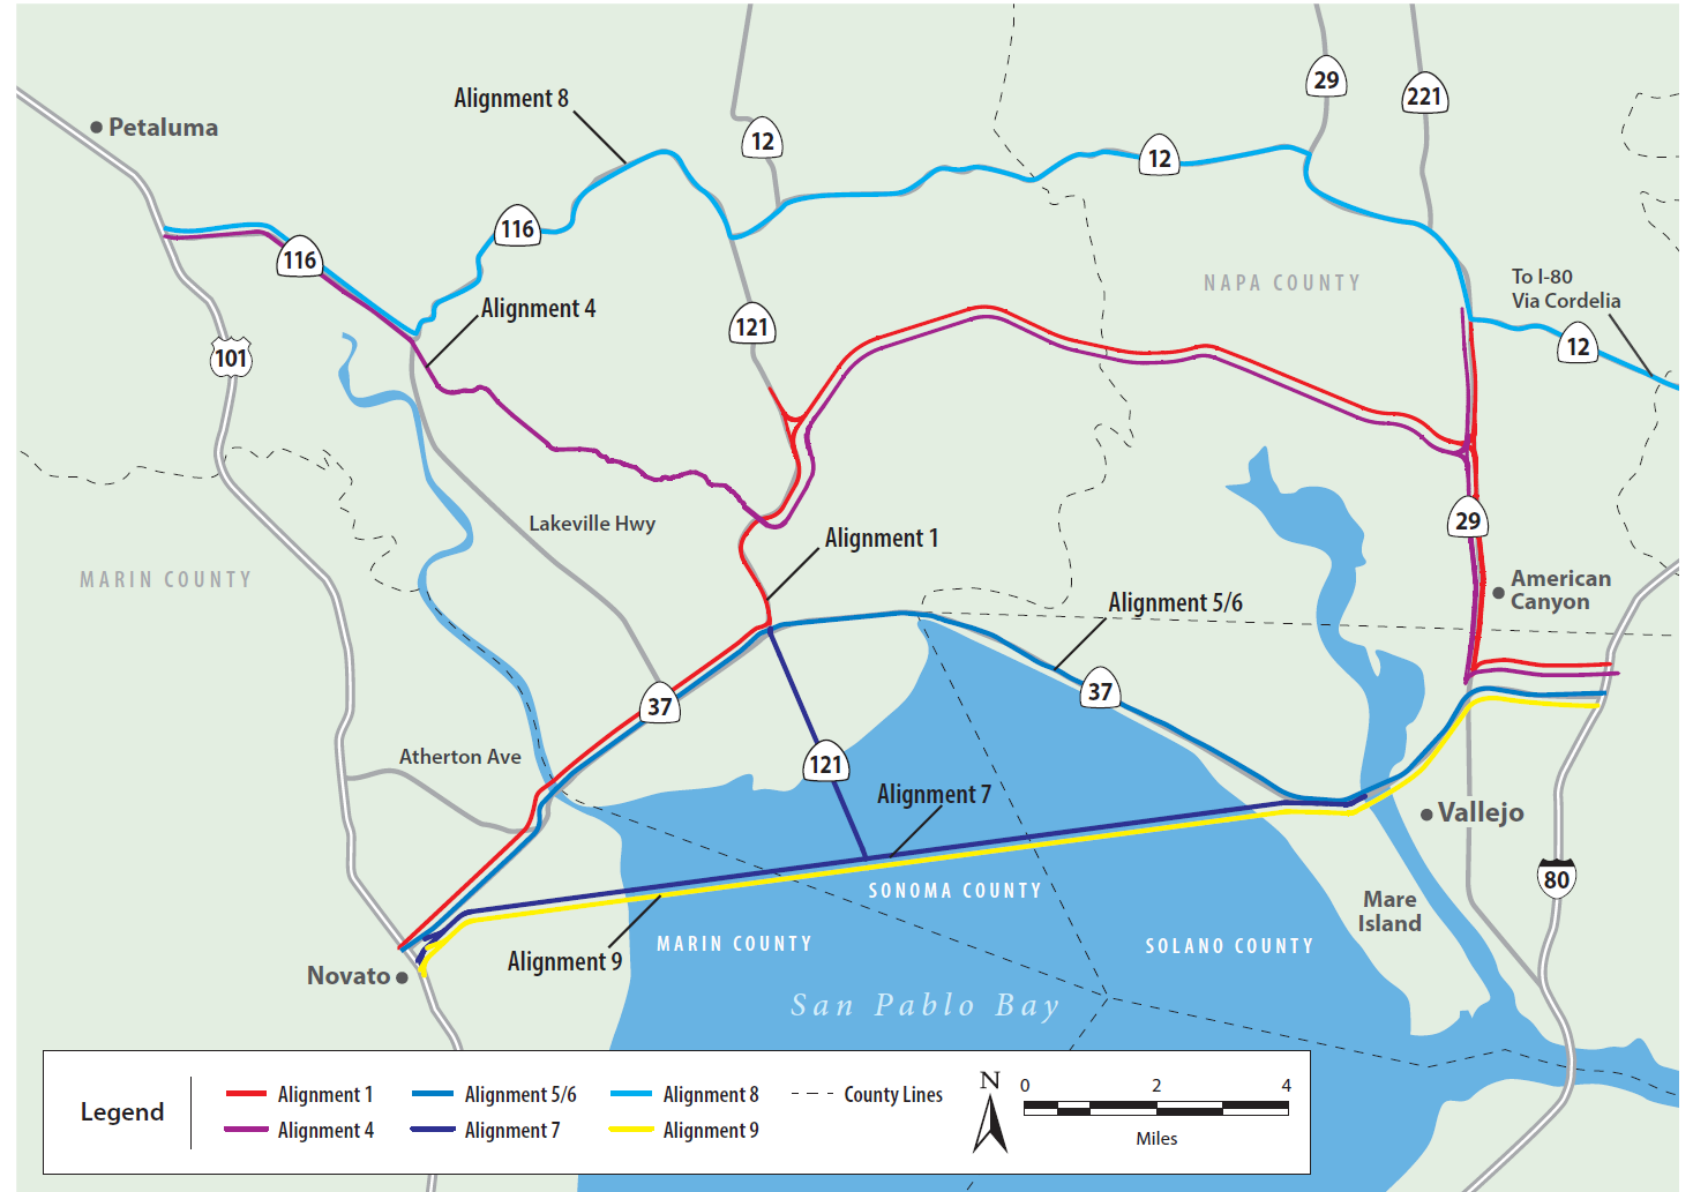 Petaluma
Alignment 8
12
29
221
12
116
116
Alignment 4
NAPA COUNTY
To I-80
Via Cordelia
121
12
101
Lakeville Hwy
29
Alignment 1
MARIN COUNTY
American
Canyon
Alignment 5/6
37
37
Atherton Ave
121
Alignment 7
Vallejo
80
SONOMA COUNTY
Mare
Island
MARIN COUNTY
SOLANO COUNTY
Alignment 9
Novato
San Pablo Bay
Legend
Alignment 1
Alignment 4
Alignment 5/6
Alignment 7
Alignment 8
Alignment 9
County Lines
N
0 2 4
Miles